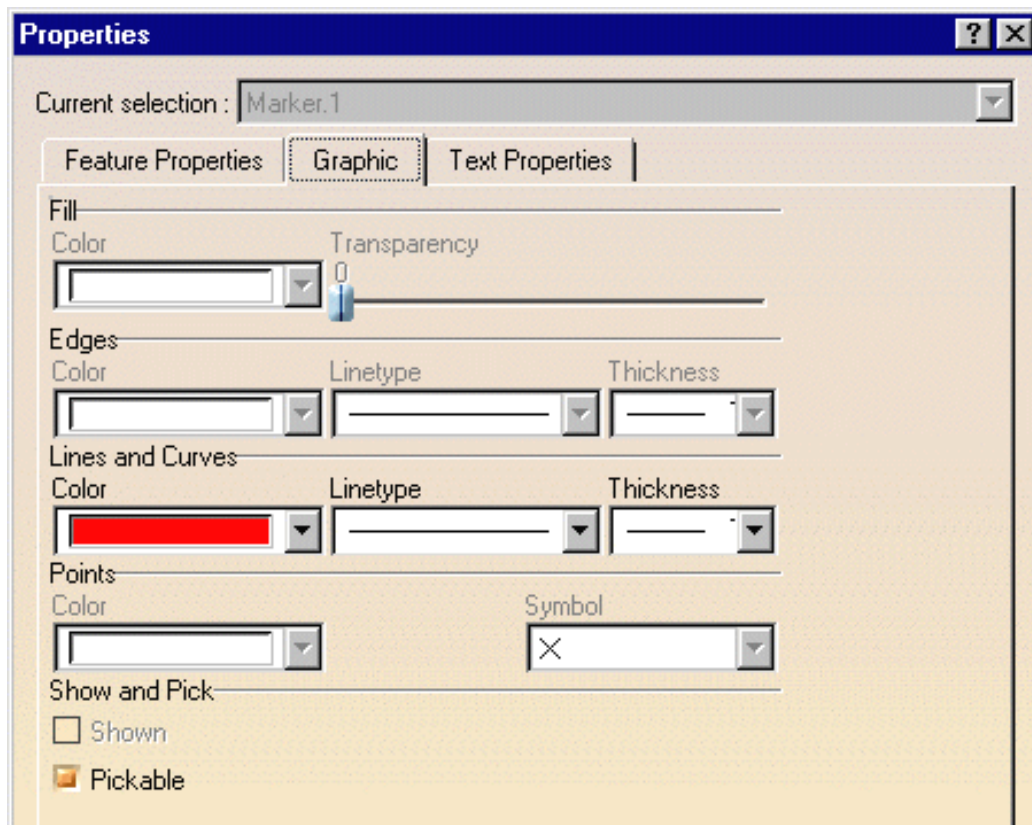 Properties
Current selection : Marker.1
Feature Properties Graphic Text Properties
Fill
Color Transparency
0
Edges
Color Linetype Thickness
Lines and Curves
Color Linetype Thickness
Points
Color Symbol
Show and Pick
Shown
Pickable